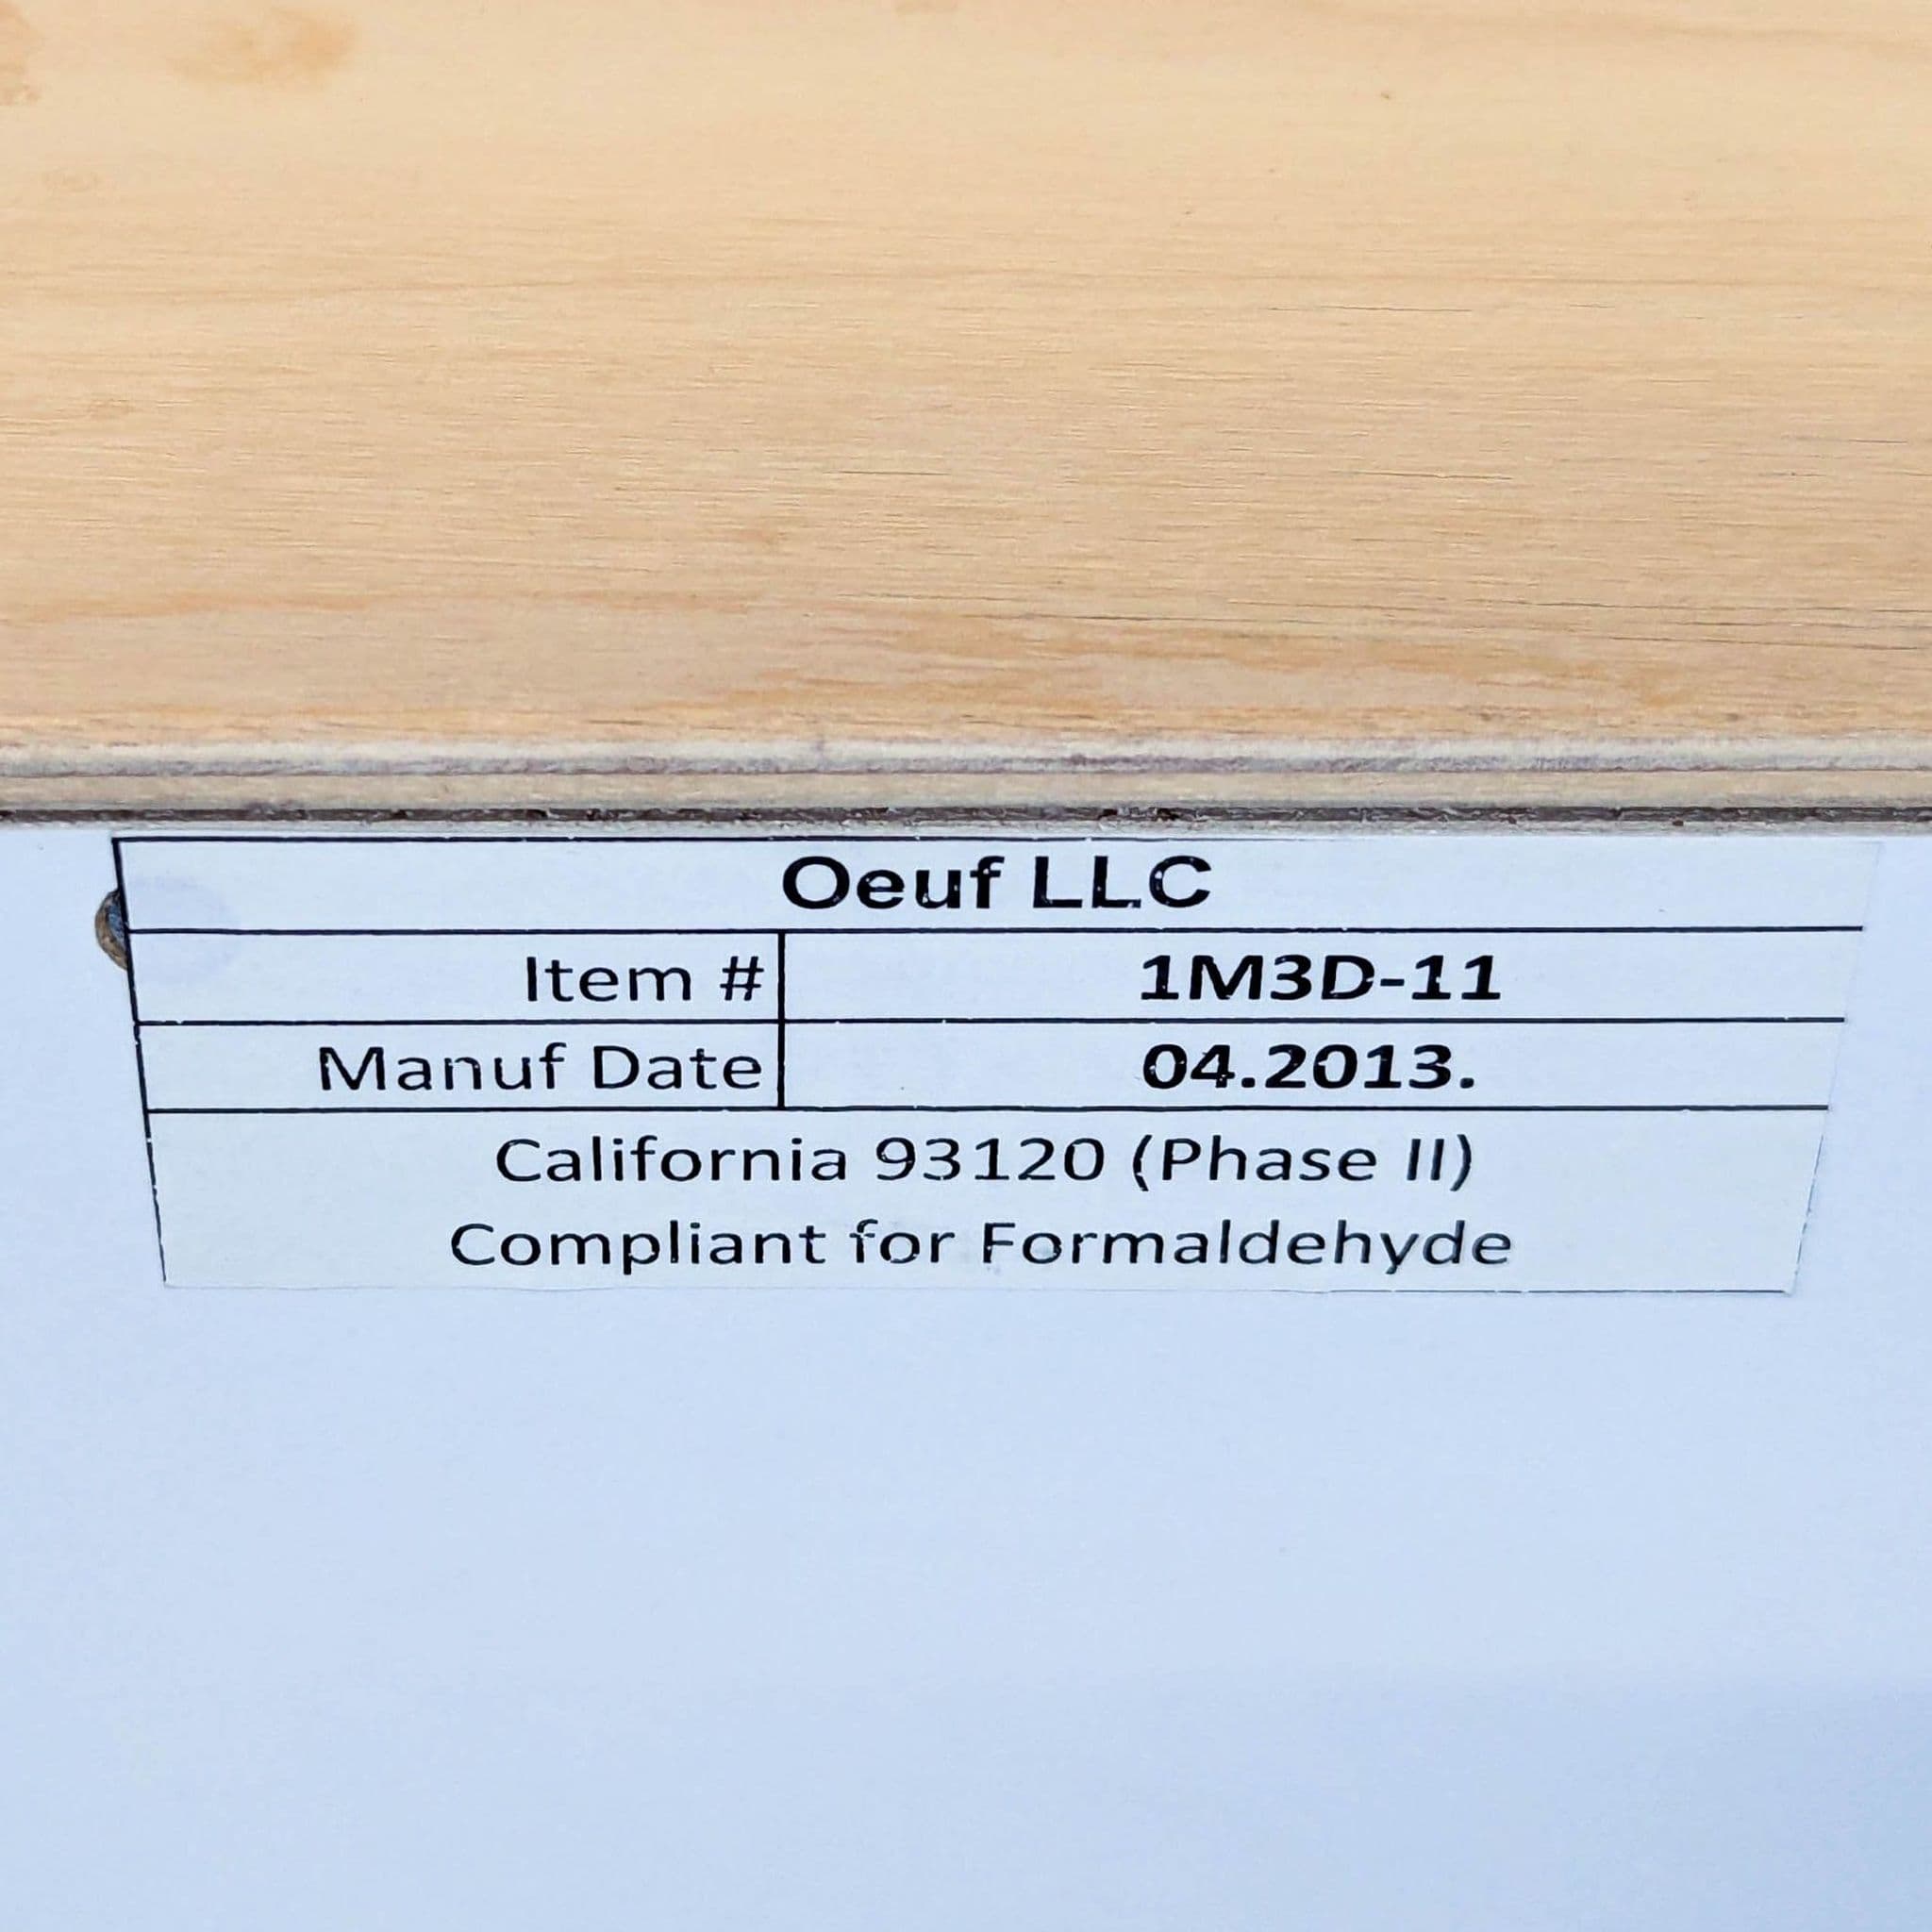 Oeuf LLC
Item # 1M3D-11
Manuf Date 04.2013.
California 93120 (Phase II)
Compliant for Formaldehyde